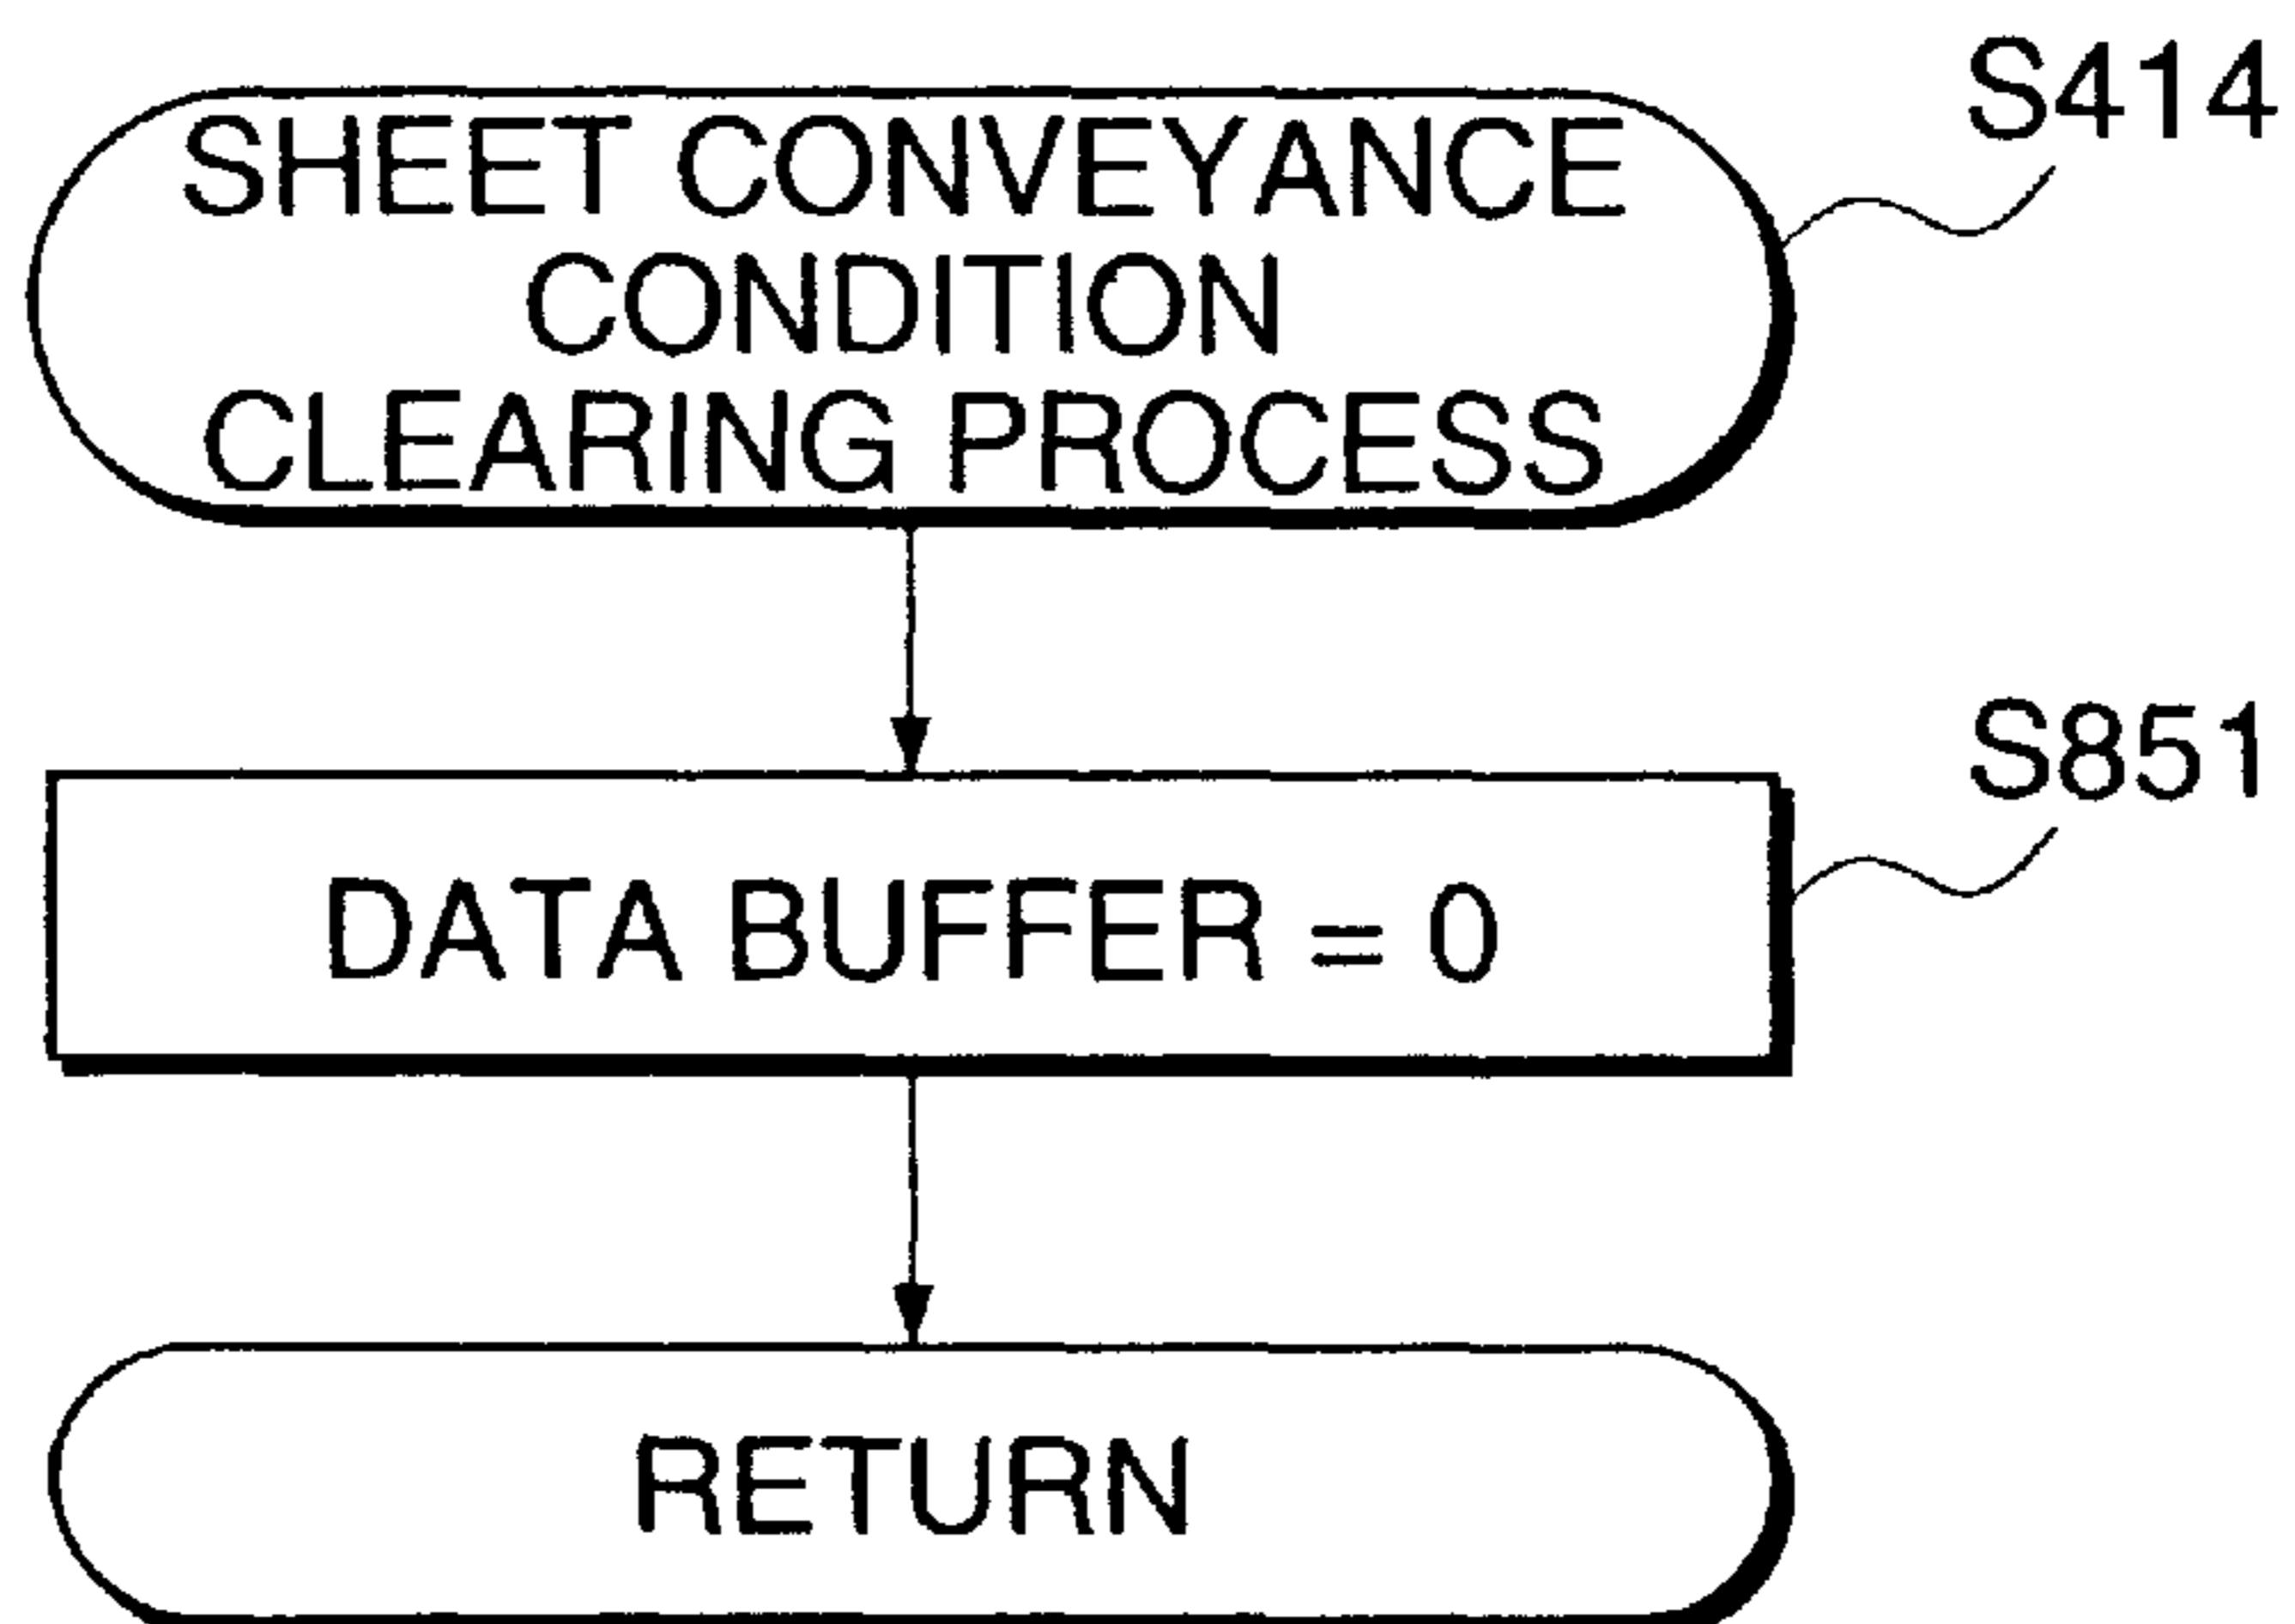 S414
SHEET CONVEYANCE
CONDITION
CLEARING PROCESS
S851
DATA BUFFER = 0
RETURN